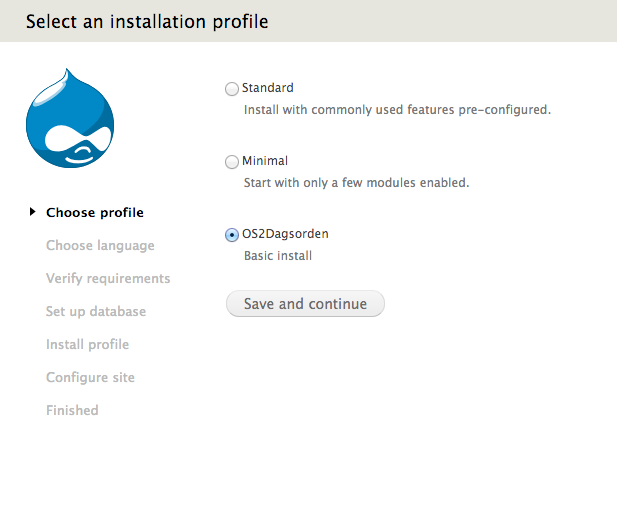 Select an installation profile
Standard
Install with commonly used features pre-configured.
Minimal
Start with only a few modules enabled.
OS2Dagsorden
Basic install
Save and continue
Choose profile
Choose language
Verify requirements
Set up database
Install profile
Configure site
Finished